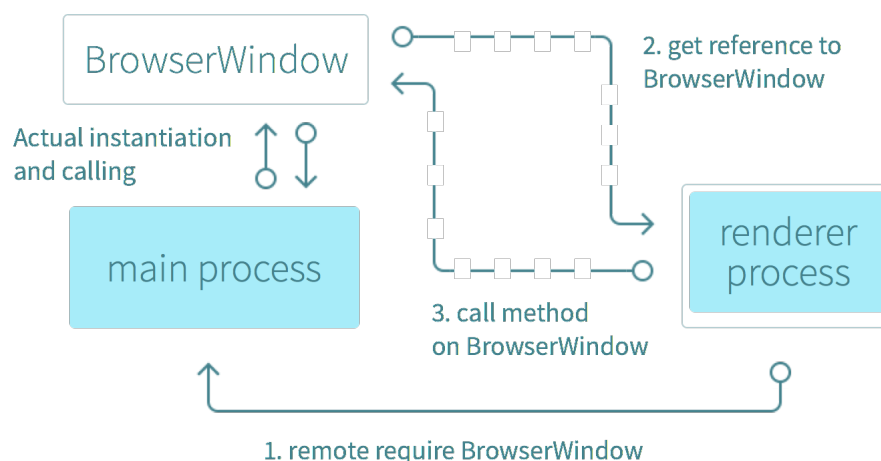 BrowserWindow
2. get reference to
BrowserWindow
Actual instantiation
and calling
main process
renderer
process
3. call method
on BrowserWindow
1. remote require BrowserWindow